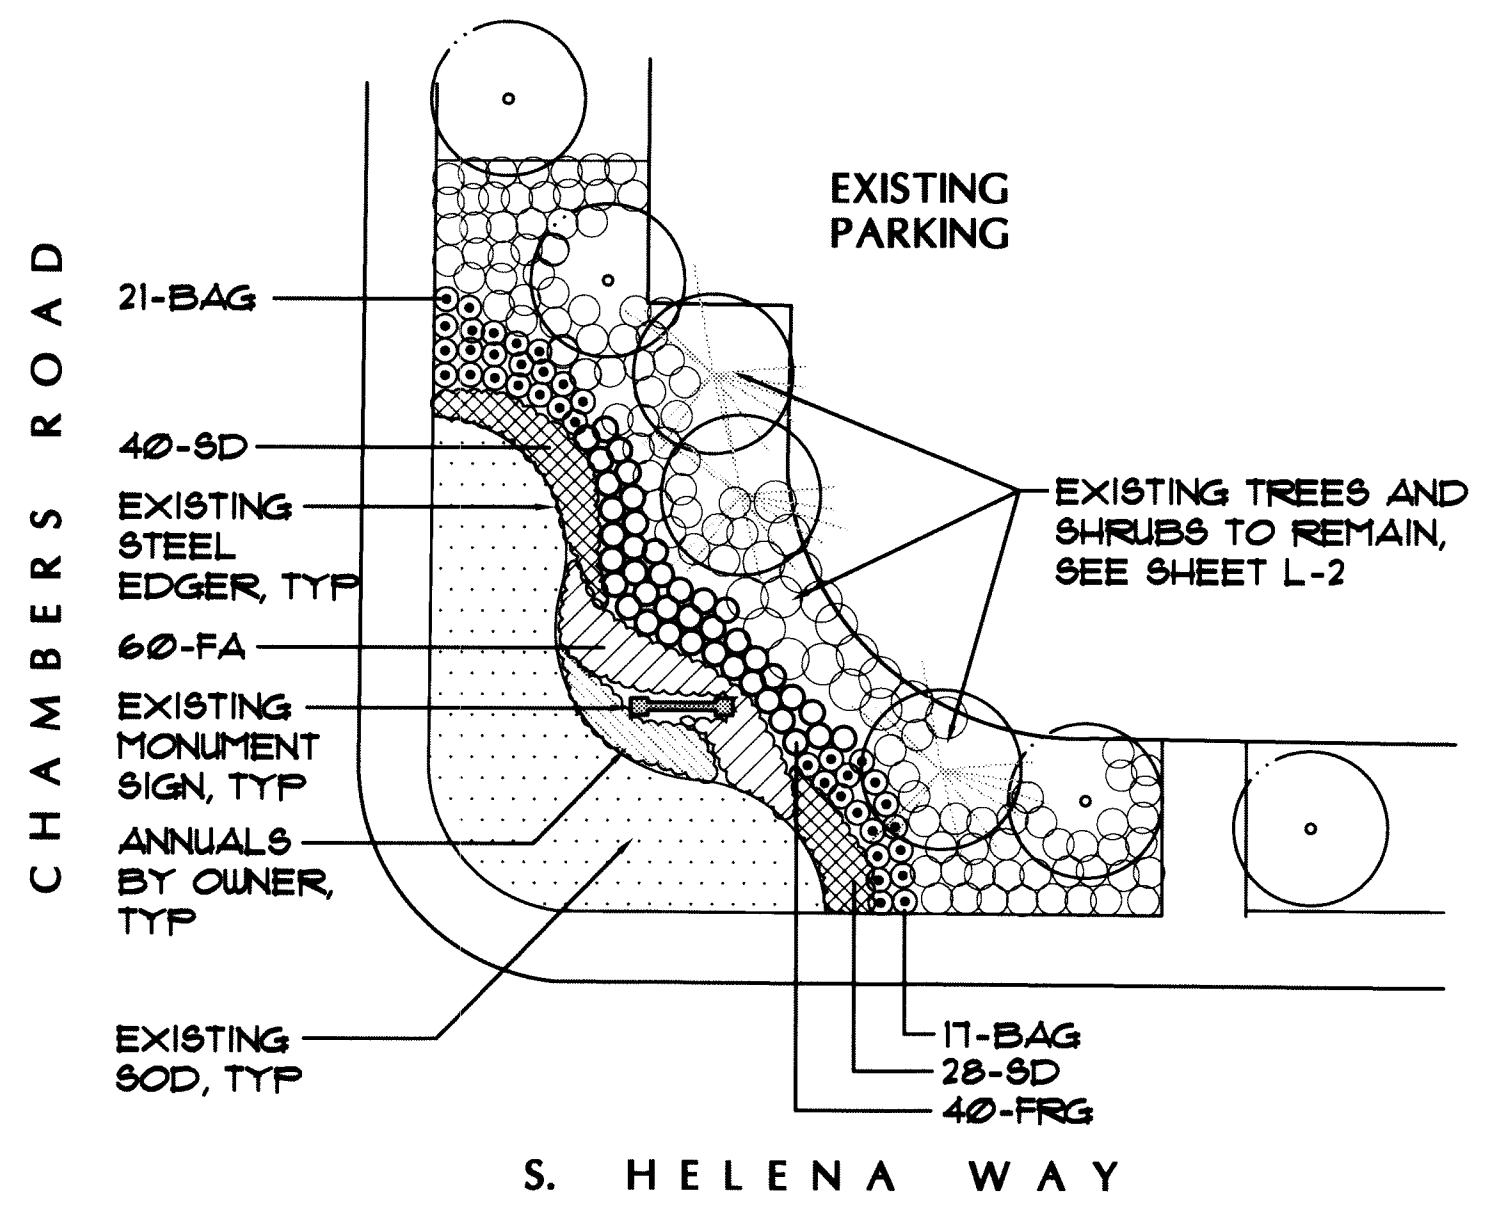 EXISTING
PARKING
CHAMBERS ROAD
21-BAG
40-SD
EXISTING
STEEL
EDGER, TYP
60-FA
EXISTING
MONUMENT
SIGN, TYP
ANNUALS
BY OWNER,
TYP
EXISTING
SOD, TYP
EXISTING TREES AND
SHRUBS TO REMAIN,
SEE SHEET L-2
17-BAG
28-SD
40-FRG
S. HELENA WAY